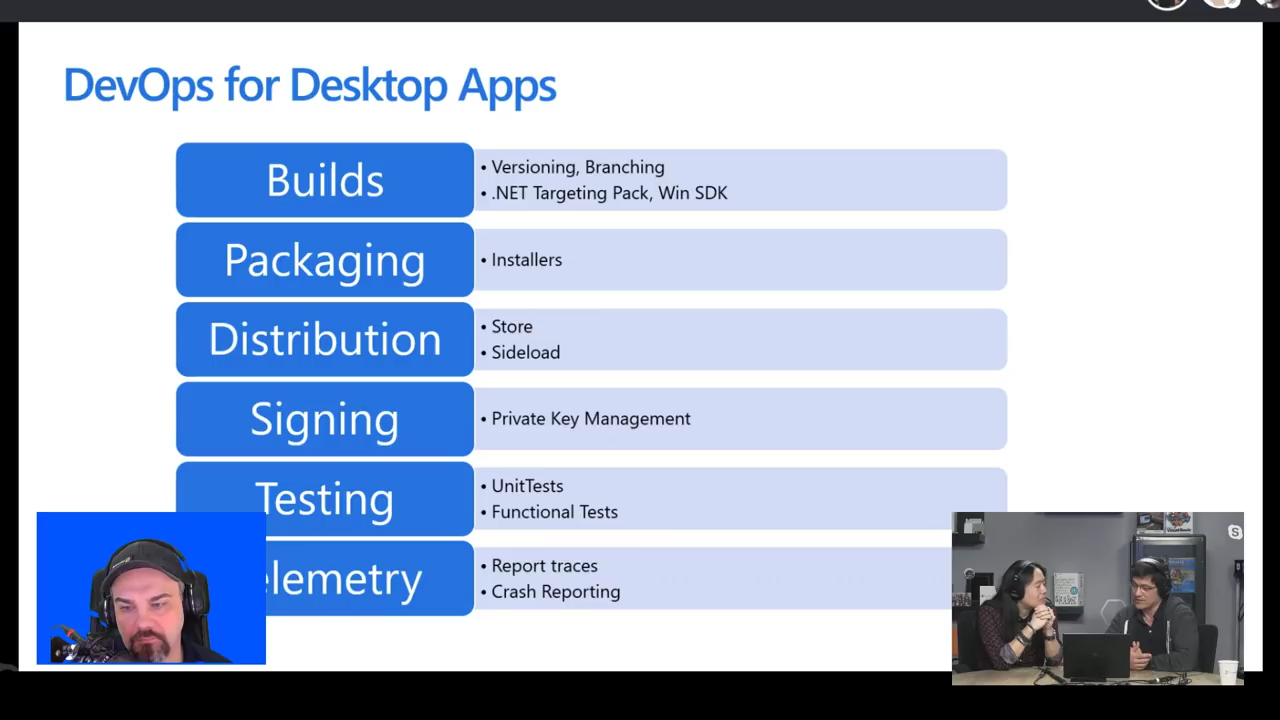 DevOps for Desktop Apps
Builds
• Versioning, Branching
• .NET Targeting Pack, Win SDK
Packaging
• Installers
Distribution
• Store
• Sideload
Signing
• Private Key Management
Testing
• UnitTests
• Functional Tests
elemetry
• Report traces
• Crash Reporting